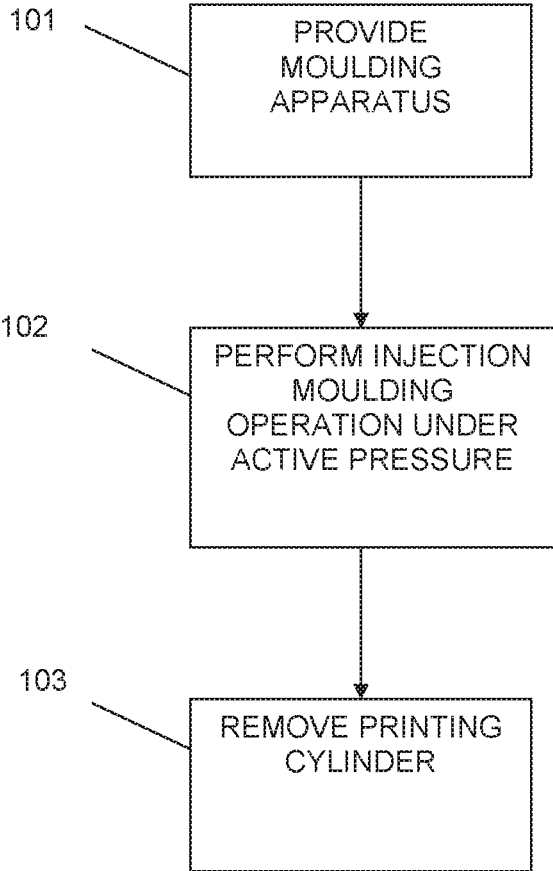 101
PROVIDE
MOULDING
APPARATUS
102
PERFORM INJECTION
MOULDING
OPERATION UNDER
ACTIVE PRESSURE
103
REMOVE PRINTING
CYLINDER